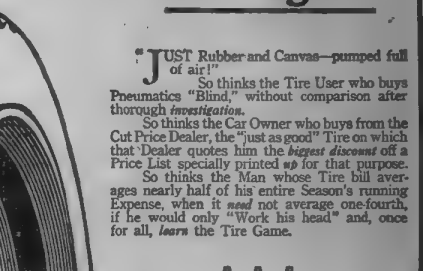 "JUST Rubber and Canvas—pumped full
of air!"
So thinks the Tire User who buys
Pneumatics "Blind," without comparison after
thorough investigation.
So thinks the Car Owner who buys from the
Cut Price Dealer, the "just as good" Tire on which
that Dealer quotes him the biggest discount off a
Price List specially printed up for that purpose.
So thinks the Man whose Tire bill aver-
ages nearly half of his entire Season's running
Expense, when it need not average one-fourth,
if he would only "Work his head" and, once
for all, learn the Tire Game.